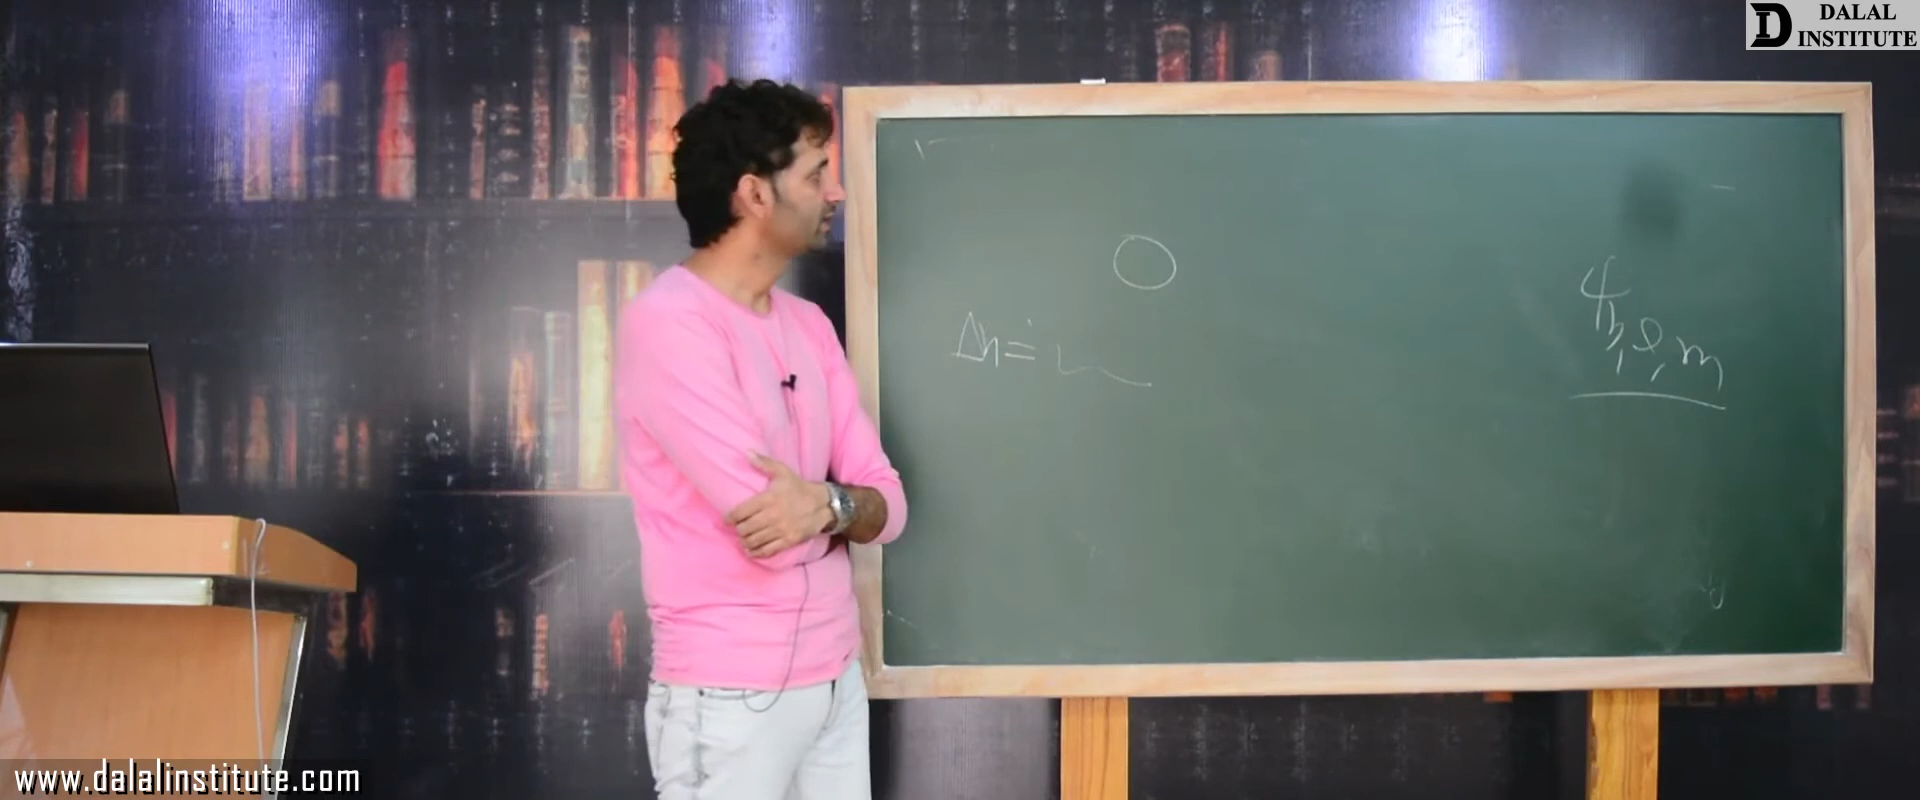 DALAL
INSTITUTE
Δn =
ψn, l, m
www.dalalinstitute.com